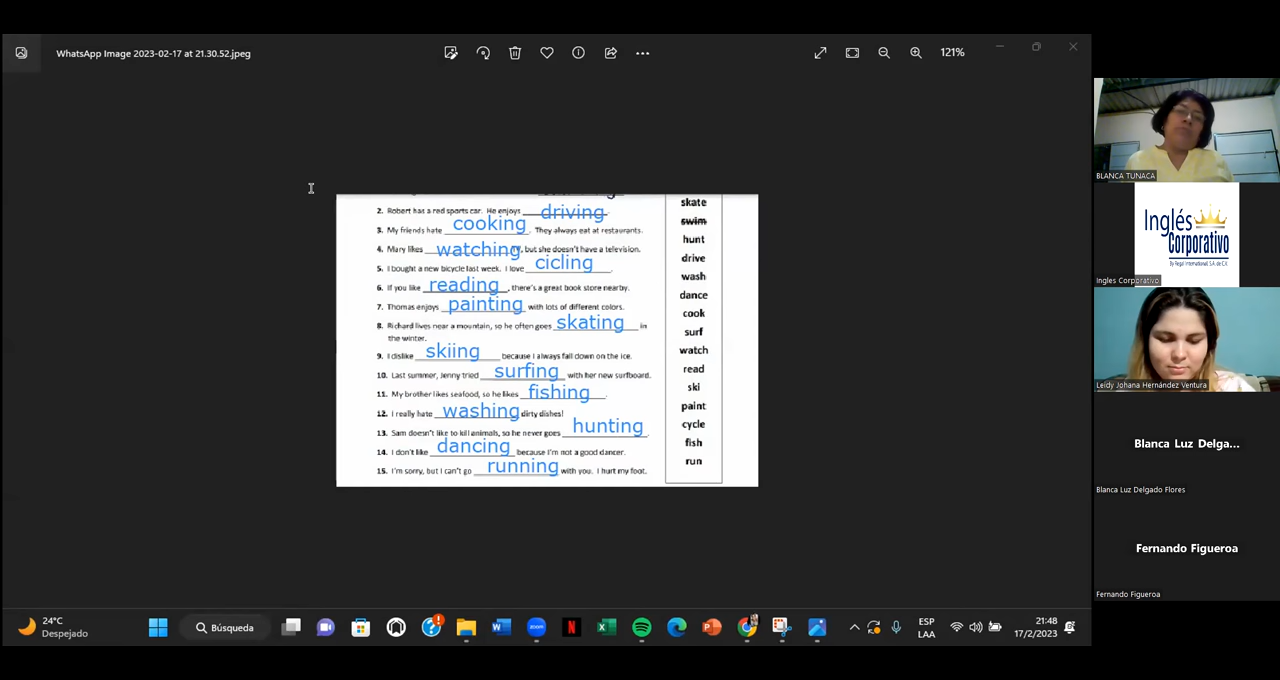 WhatsApp Image 2023-02-17 at 21.30.52.jpeg
121%
2. Robert has a red sports car. He enjoys driving.
3. My friends hate cooking. They always eat at restaurants.
4. Mary likes watching, but she doesn't have a television.
5. I bought a new bicycle last week. I love cicling.
6. If you like reading, there's a great book store nearby.
7. Thomas enjoys painting with lots of different colors.
8. Richard lives near a mountain, so he often goes skating in
the winter.
9. I dislike skiing because I always fall down on the ice.
10. Last summer, Jenny tried surfing with her new surfboard.
11. My brother likes seafood, so he likes fishing.
12. I really hate washing dirty dishes!
13. Sam doesn't like to kill animals, so he never goes hunting.
14. I don't like dancing because I'm not a good dancer.
15. I'm sorry, but I can't go running with you. I hurt my foot.
skate
swim
hunt
drive
wash
dance
cook
surf
watch
read
ski
paint
cycle
fish
run
BLANCA TUNACA
Inglés
Corporativo
By Regal International S.A. de C.V.
Ingles Corporativo
Leidy Johana Hernández Ventura
Blanca Luz Delga...
Blanca Luz Delgado Flores
Fernando Figueroa
Fernando Figueroa
24°C
Despejado
Búsqueda
zoom
ESP
LAA
21:48
17/2/2023